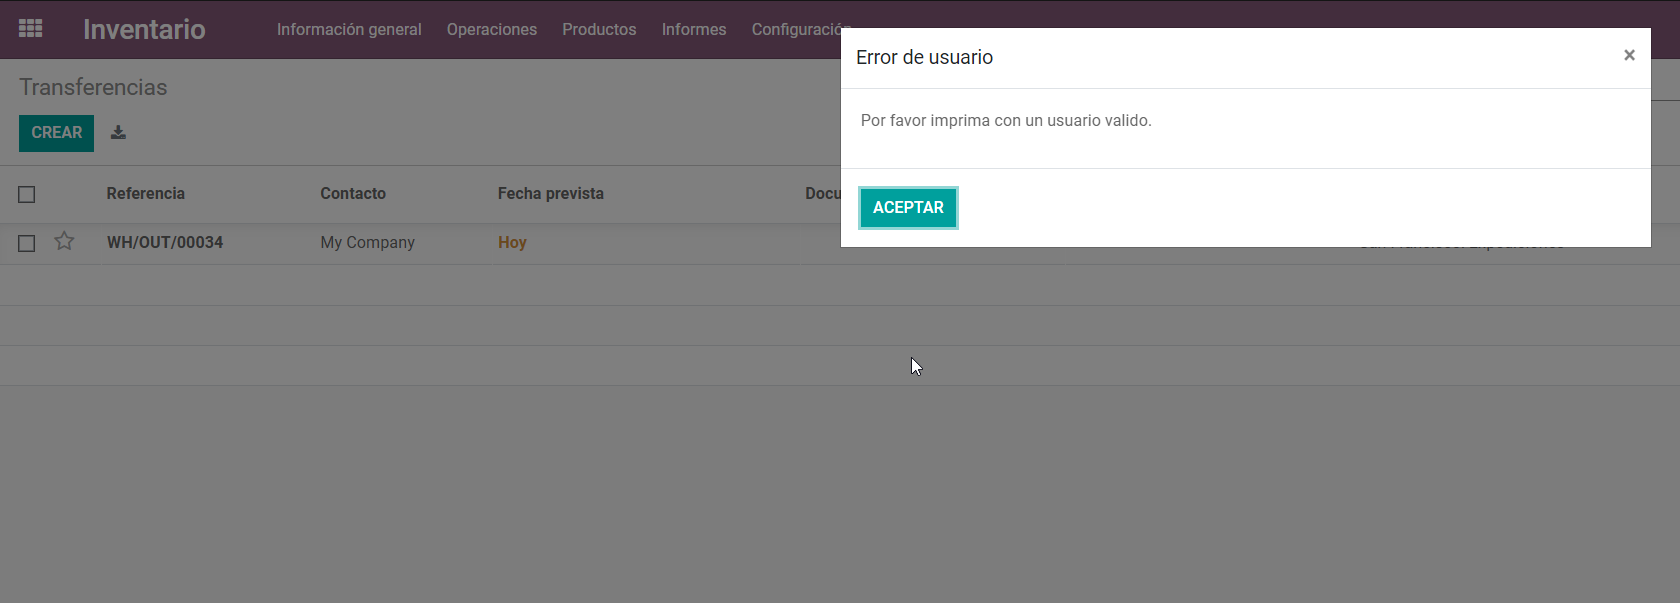 Inventario
Información general
Operaciones
Productos
Informes
Configuración
Error de usuario
×
Por favor imprima con un usuario valido.
ACEPTAR
Transferencias
CREAR
Referencia
Contacto
Fecha prevista
Docu
WH/OUT/00034
My Company
Hoy